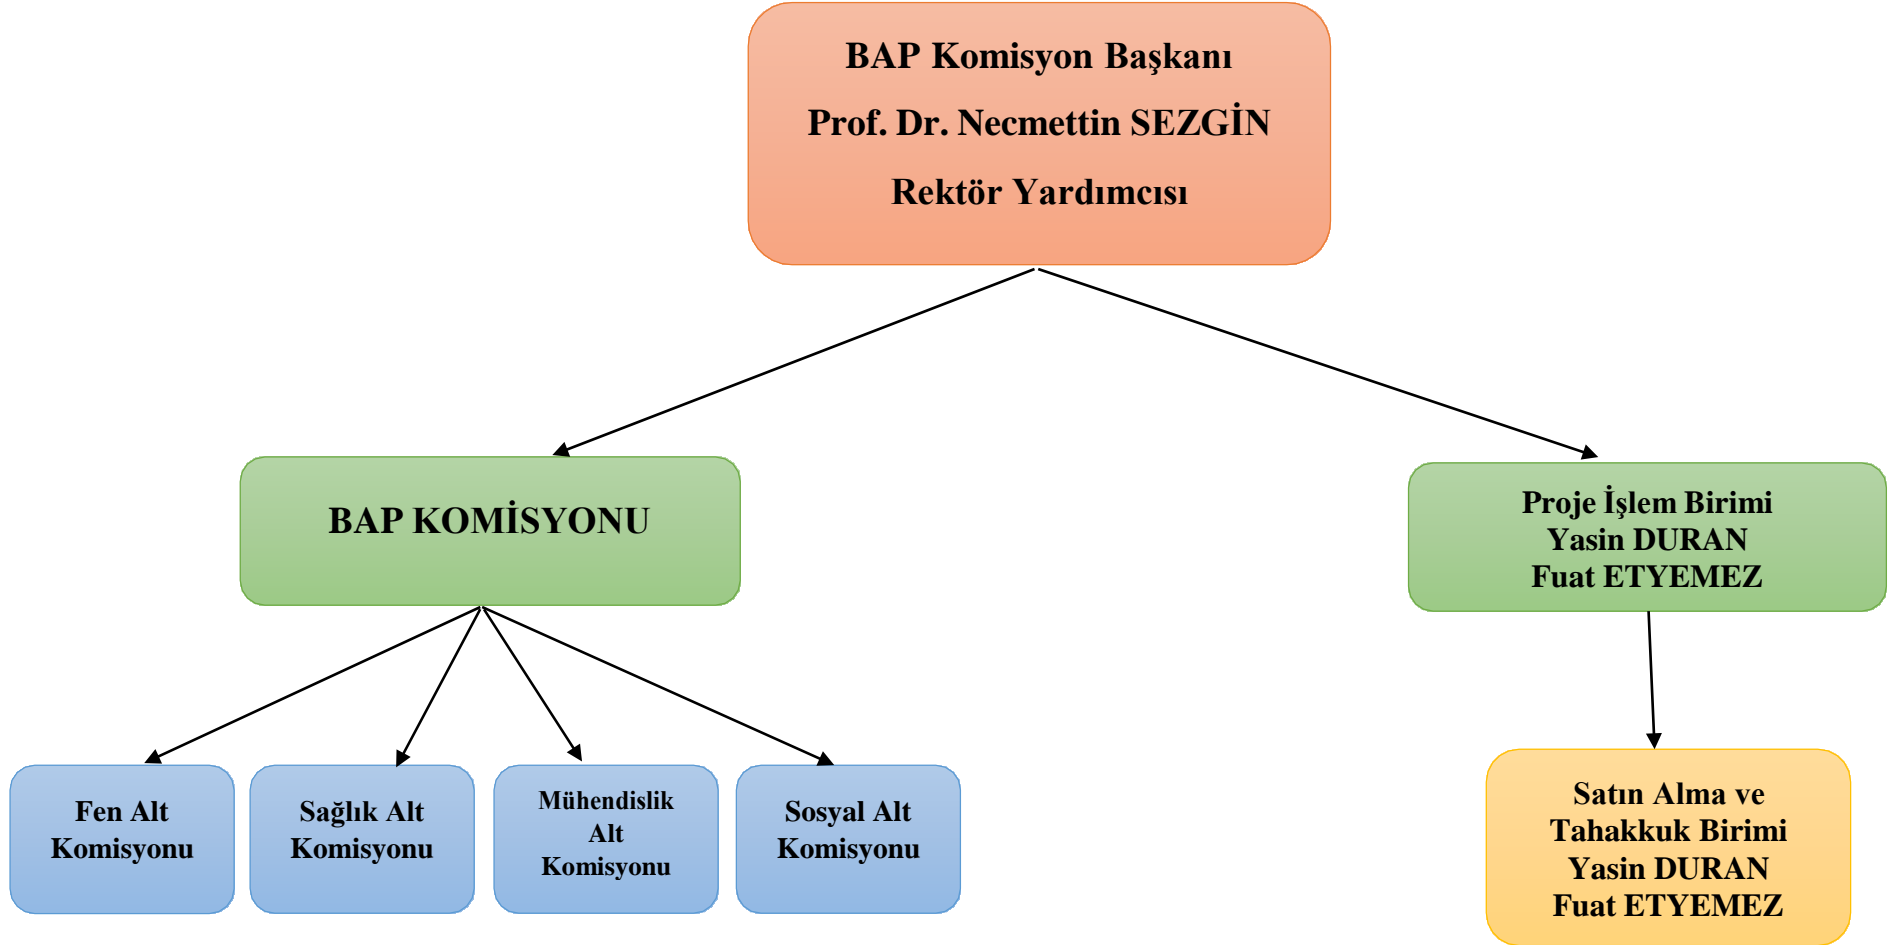 BAP Komisyon Başkanı
Prof. Dr. Necmettin SEZGİN
Rektör Yardımcısı
BAP KOMİSYONU
Proje İşlem Birimi
Yasin DURAN
Fuat ETYEMEZ
Fen Alt
Komisyonu
Sağlık Alt
Komisyonu
Mühendislik
Alt
Komisyonu
Sosyal Alt
Komisyonu
Satın Alma ve
Tahakkuk Birimi
Yasin DURAN
Fuat ETYEMEZ